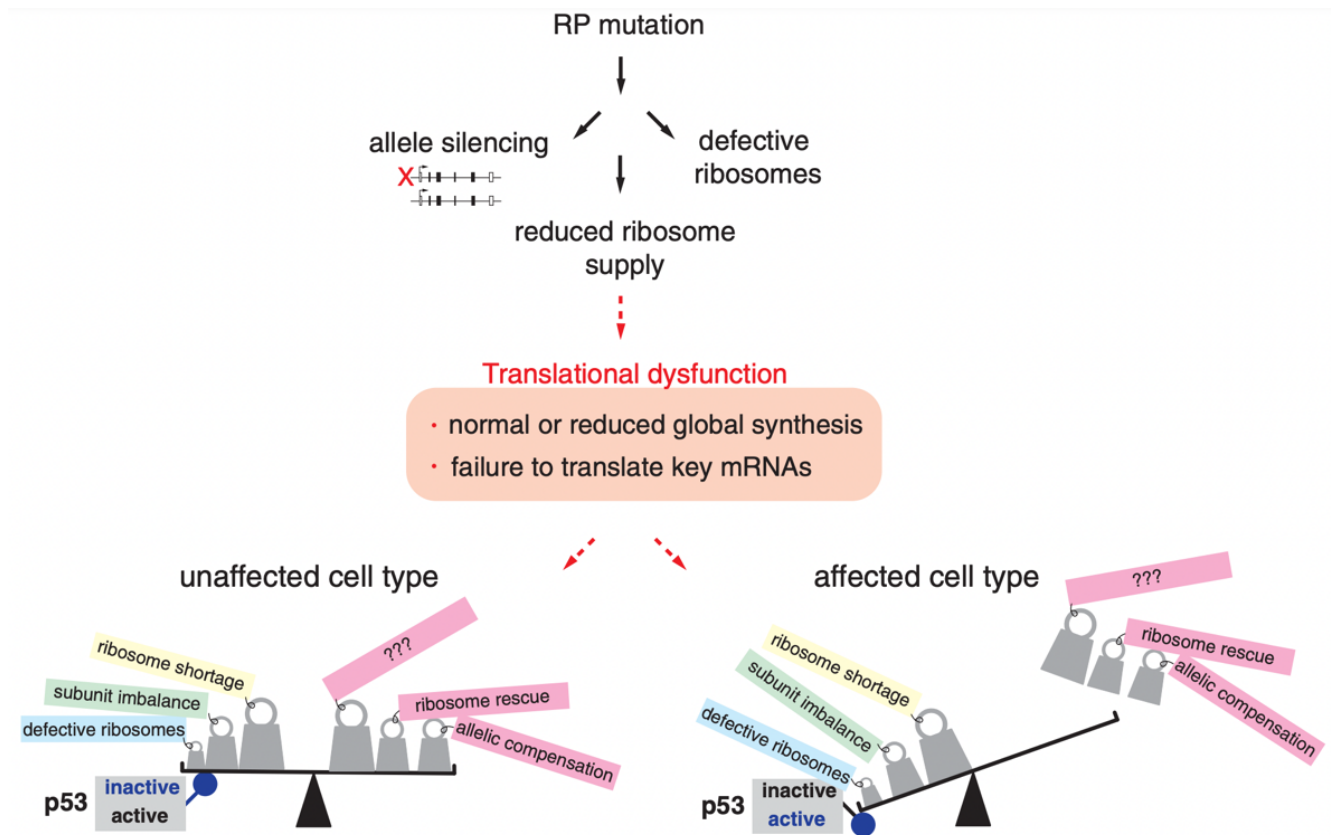 RP mutation
allele silencing
X
defective
ribosomes
reduced ribosome
supply
Translational dysfunction
· normal or reduced global synthesis
· failure to translate key mRNAs
unaffected cell type
ribosome shortage
subunit imbalance
defective ribosomes
???
ribosome rescue
allelic compensation
p53
inactive
active
affected cell type
ribosome shortage
subunit imbalance
defective ribosomes
???
ribosome rescue
allelic compensation
p53
inactive
active